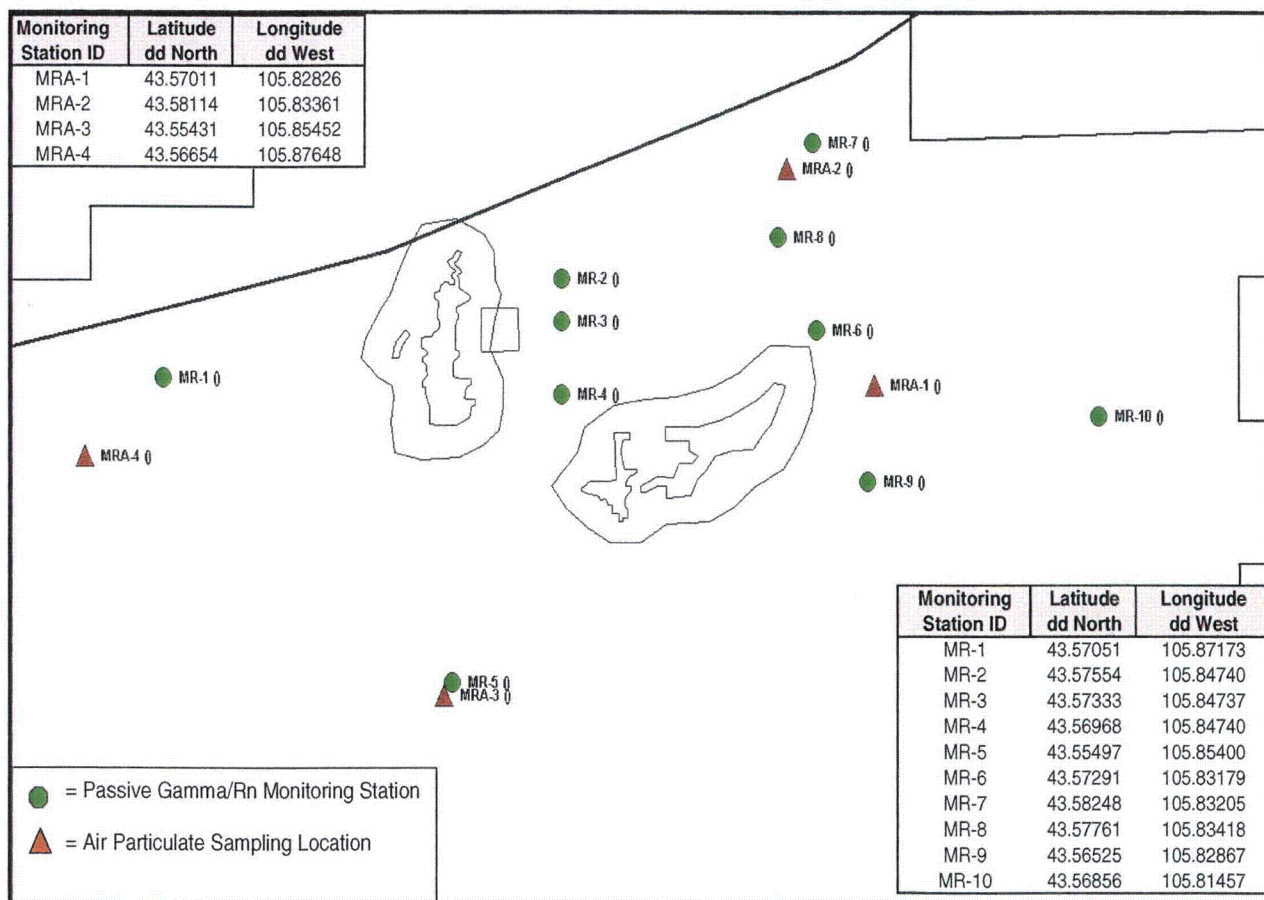 Monitoring Station ID Latitude dd North Longitude dd West
MRA-1 43.57011 105.82826
MRA-2 43.58114 105.83361
MRA-3 43.55431 105.85452
MRA-4 43.56654 105.87648
MR-7 ()
MRA-2 ()
MR-8 ()
MR-2 ()
MR-3 ()
MR-6 ()
MR-1 ()
MRA-1 ()
MR-4 ()
MR-10 ()
MRA-4 ()
MR-9 ()
MR-5 ()
MRA-3 ()
Monitoring Station ID Latitude dd North Longitude dd West
MR-1 43.57051 105.87173
MR-2 43.57554 105.84740
MR-3 43.57333 105.84737
MR-4 43.56968 105.84740
MR-5 43.55497 105.85400
MR-6 43.57291 105.83179
MR-7 43.58248 105.83205
MR-8 43.57761 105.83418
MR-9 43.56525 105.82867
MR-10 43.56856 105.81457
= Passive Gamma/Rn Monitoring Station
= Air Particulate Sampling Location